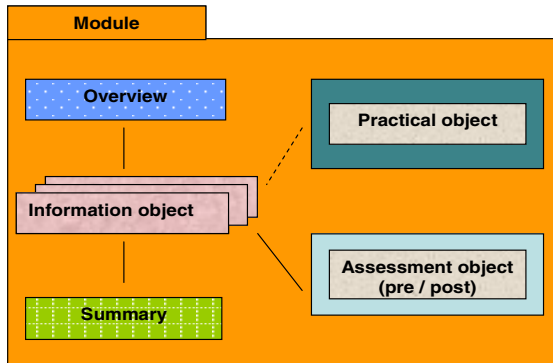 Module
Overview
Practical object
Information object
Assessment object
(pre / post)
Summary